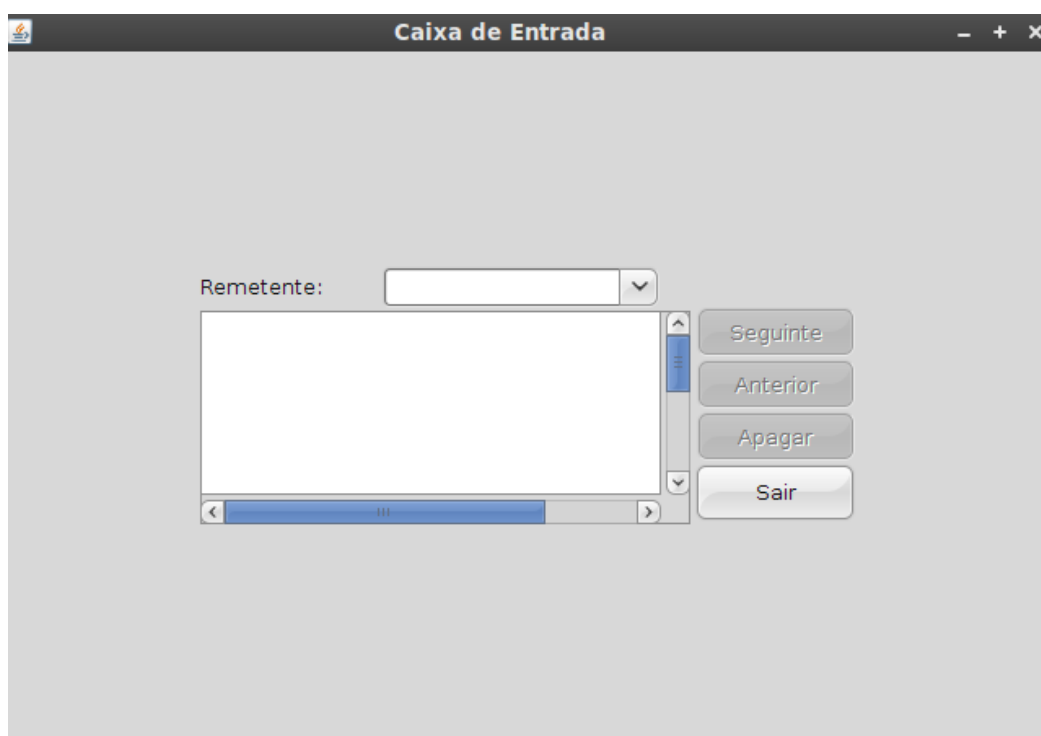 Caixa de Entrada
Remetente:
Seguinte
Anterior
Apagar
Sair